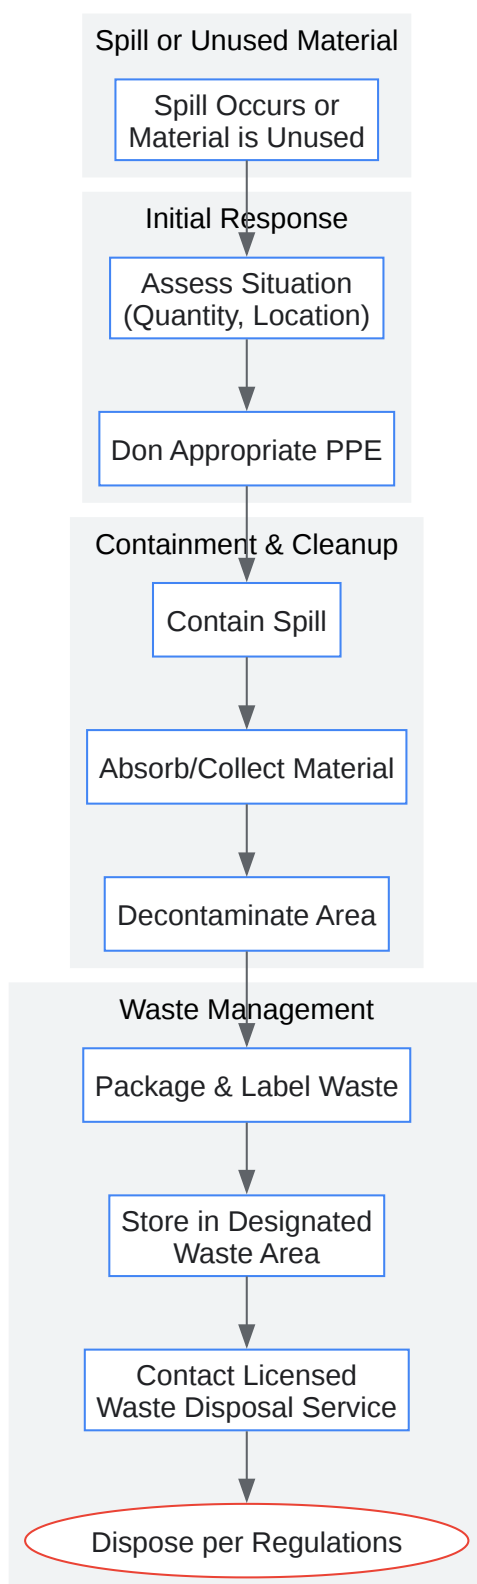 Spill or Unused Material
Spill Occurs or
Material is Unused
Initial Response
Assess Situation
(Quantity, Location)
Don Appropriate PPE
Containment & Cleanup
Contain Spill
Absorb/Collect Material
Decontaminate Area
Waste Management
Package & Label Waste
Store in Designated
Waste Area
Contact Licensed
Waste Disposal Service
Dispose per Regulations